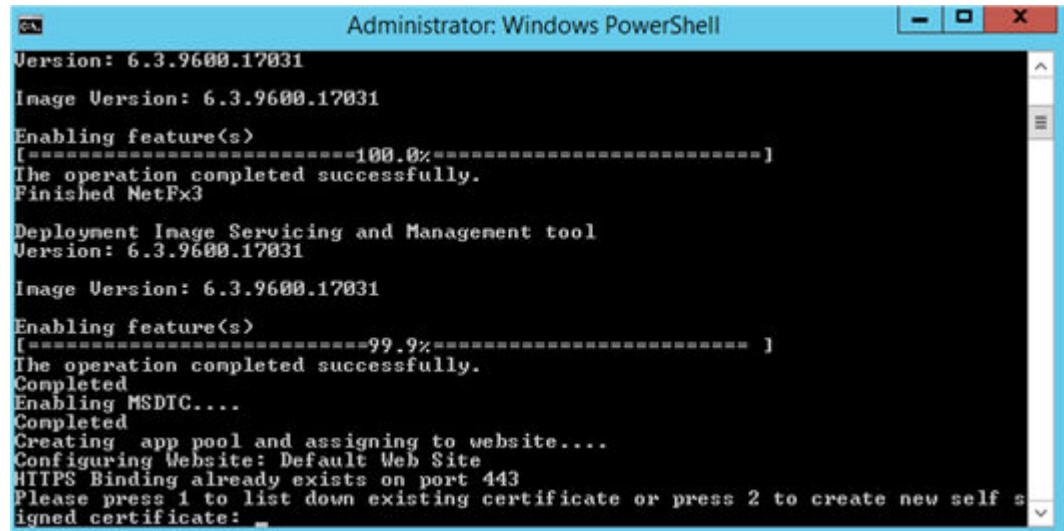 Administrator: Windows PowerShell
Version: 6.3.9600.17031
Image Version: 6.3.9600.17031
Enabling feature(s)
[==========================100.0%==========================]
The operation completed successfully.
Finished NetFx3
Deployment Image Servicing and Management tool
Version: 6.3.9600.17031
Image Version: 6.3.9600.17031
Enabling feature(s)
[===========================99.9%========================= ]
The operation completed successfully.
Completed
Enabling MSDTC....
Completed
Creating  app pool and assigning to website....
Configuring Website: Default Web Site
HTTPS Binding already exists on port 443
Please press 1 to list down existing certificate or press 2 to create new self s
igned certificate: _